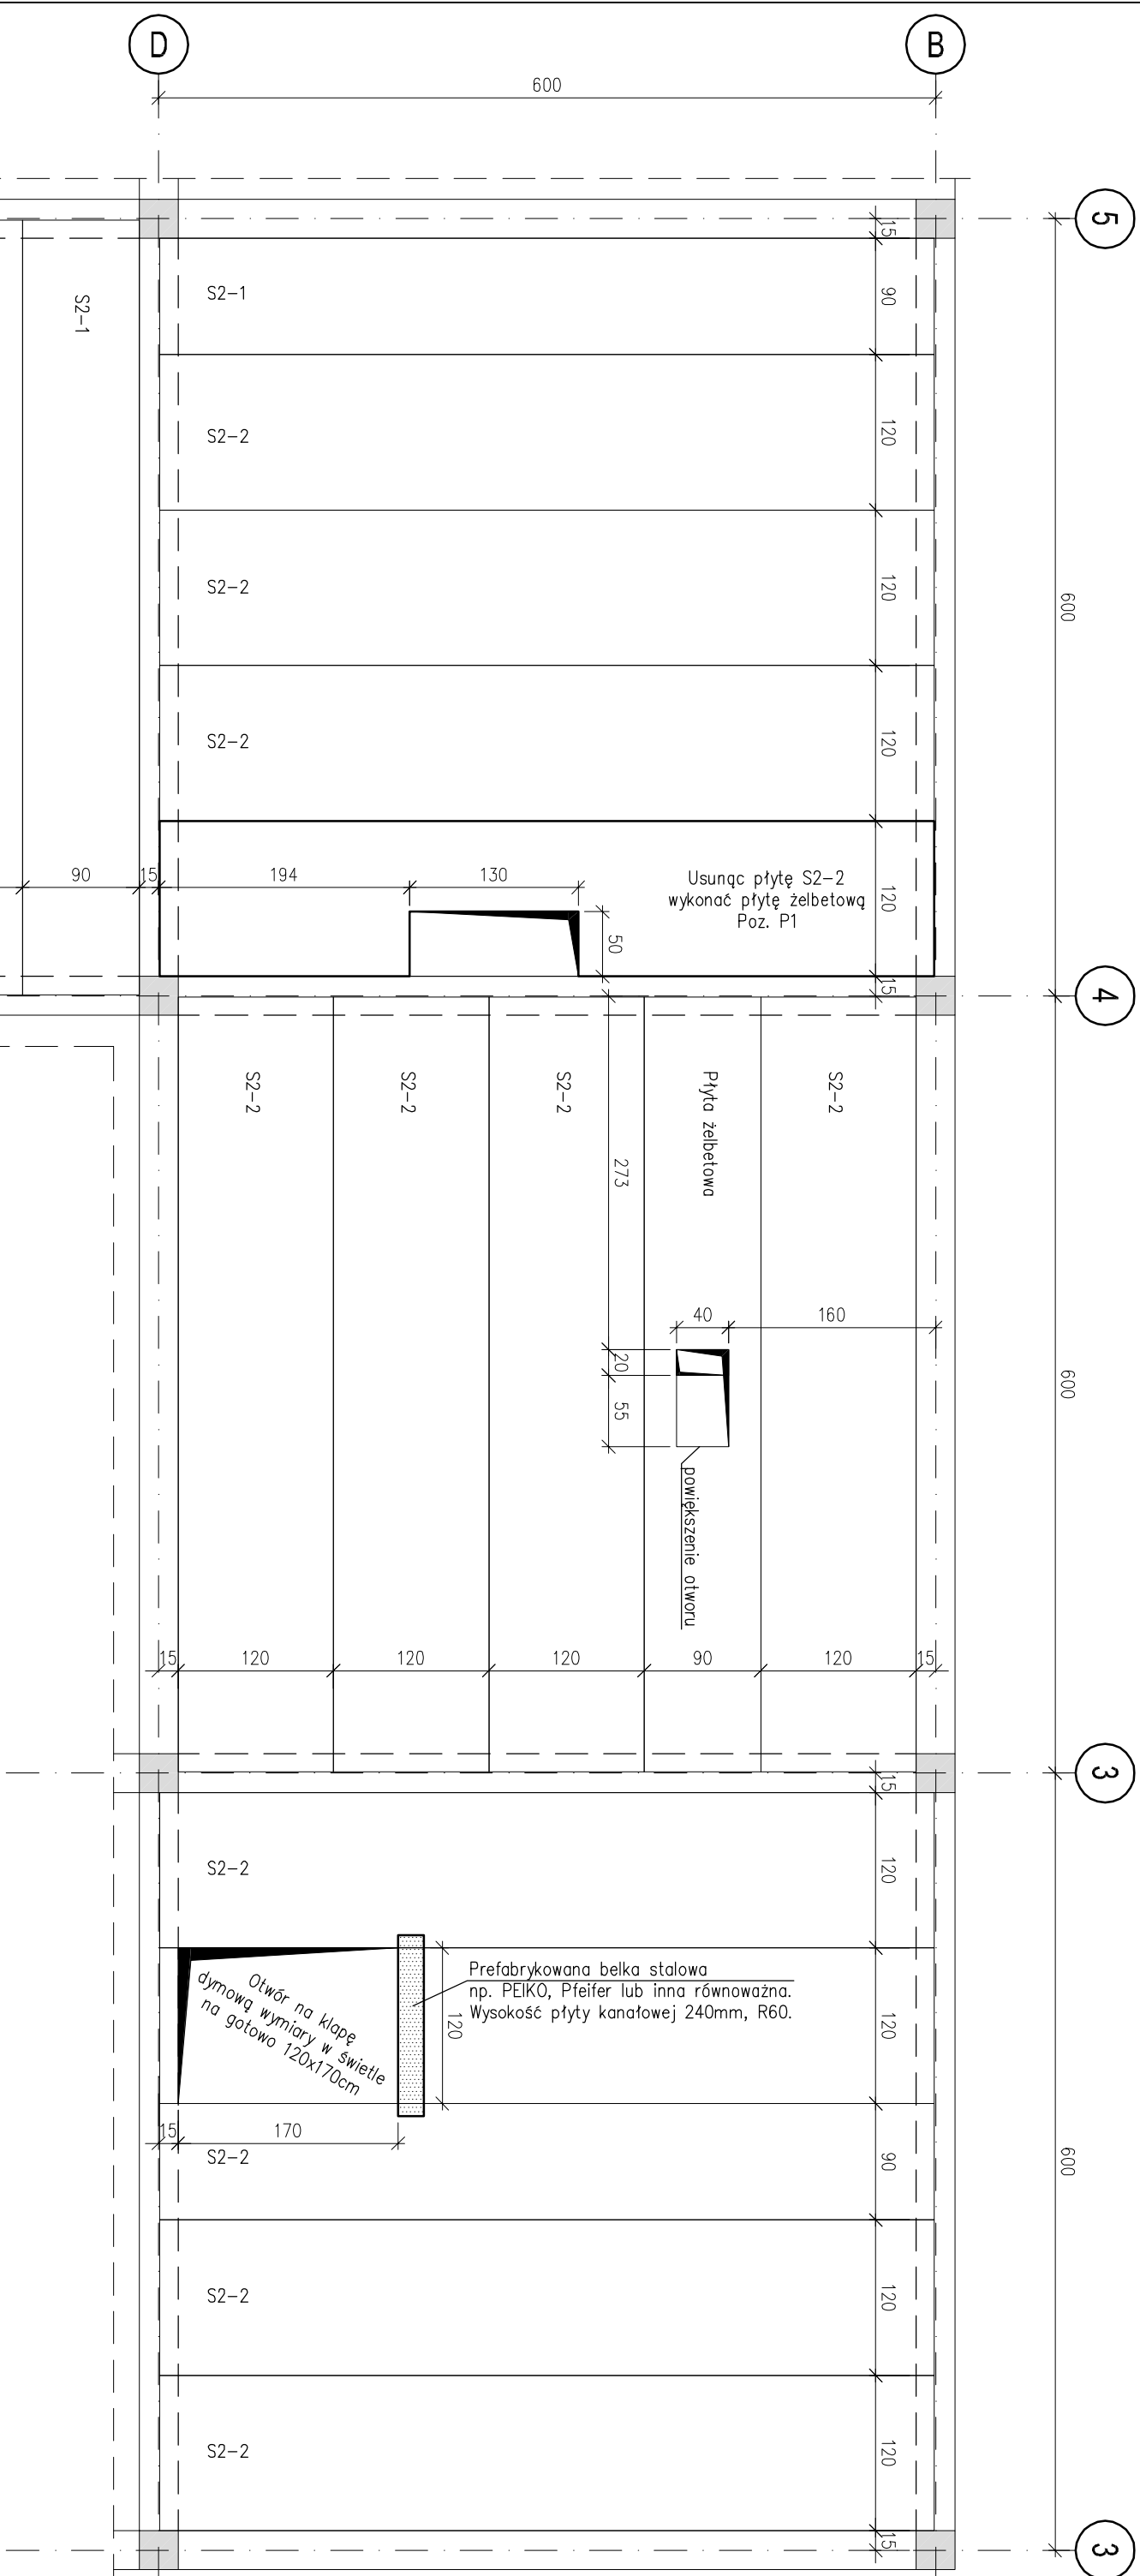 D
B
600
5
15
S2-1
S2-1
90
600
S2-2
120
S2-2
120
S2-2
120
90
15
194
130
Usunąc płytę S2-2
wykonać płytę żelbetową
Poz. P1
120
50
15
4
S2-2
S2-2
S2-2
Płyta żelbetowa
S2-2
273
40
160
20
55
600
powiększenie otworu
15
120
120
120
90
120
15
3
15
S2-2
120
Prefabrykowana belka stalowa
np. PEIKO, Pfeifer lub inna równoważna.
Wysokość płyty kanałowej 240mm, R60.
Otwór na klapę
dymową wymiary w świetle
na gotowo 120x170cm
120
120
15
170
S2-2
90
600
S2-2
120
S2-2
120
15
3